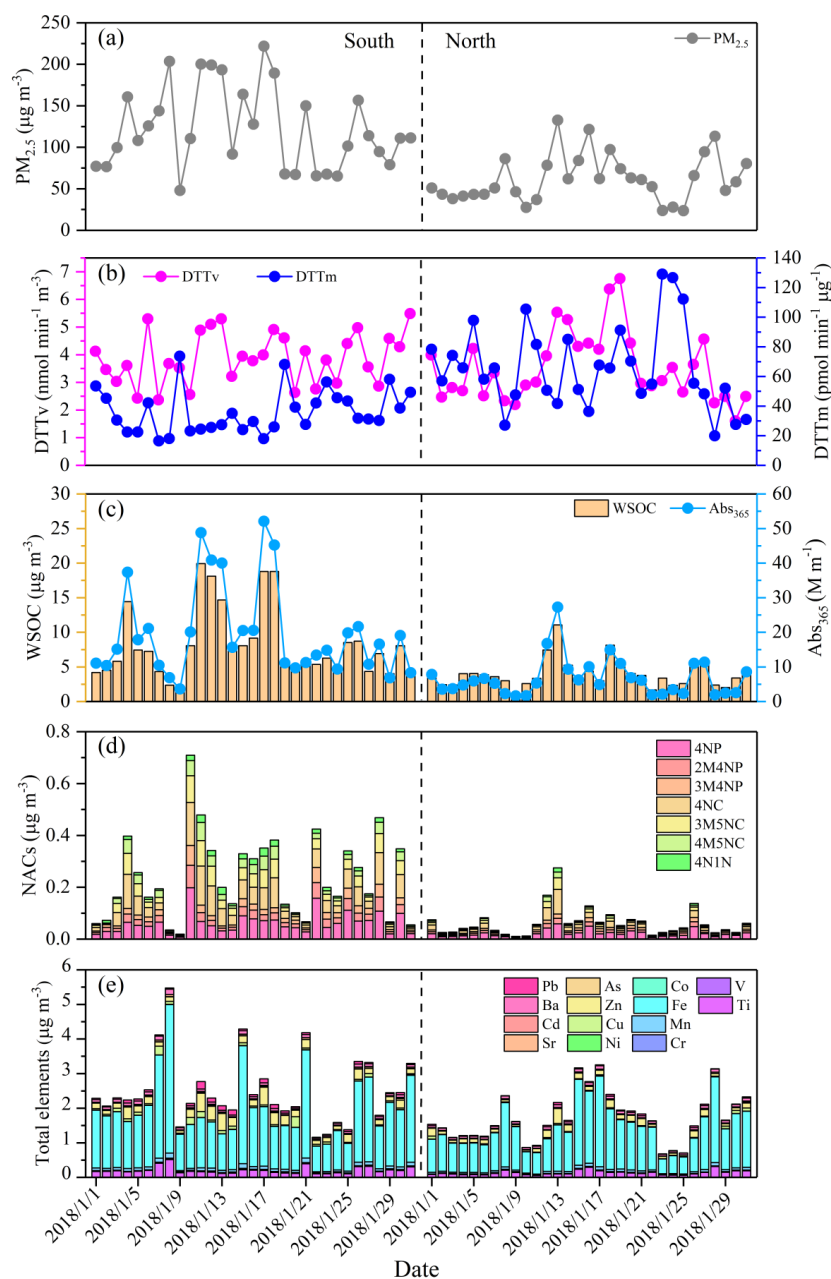 (a) South North PM2.5
250
200
150
100
50
0
PM2.5 (μg m-3)
(b) DTTv DTTm
7
6
5
4
3
2
1
0
DTTv (nmol min-1 m-3)
140
120
100
80
60
40
20
0
DTTm (pmol min-1 μg-1)
(c) WSOC Abs365
30
25
20
15
10
5
0
WSOC (μg m-3)
60
50
40
30
20
10
0
Abs365 (M m-1)
(d)
0.8
0.6
0.4
0.2
0.0
NACs (μg m-3)
4NP
2M4NP
3M4NP
4NC
3M5NC
4M5NC
4N1N
(e)
6
5
4
3
2
1
0
Total elements (μg m-3)
Pb As Co V
Ba Zn Fe Ti
Cd Cu Mn
Sr Ni Cr
2018/1/1 2018/1/5 2018/1/9 2018/1/13 2018/1/17 2018/1/21 2018/1/25 2018/1/29 2018/1/1 2018/1/5 2018/1/9 2018/1/13 2018/1/17 2018/1/21 2018/1/25 2018/1/29
Date